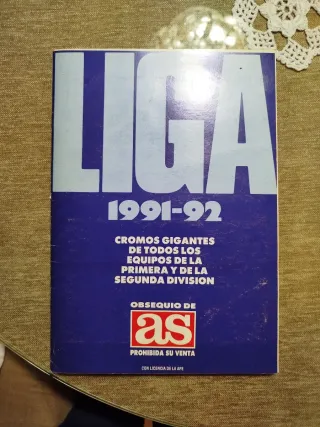 LIGA
1991-92
CROMOS GIGANTES
DE TODOS LOS
EQUIPOS DE LA
PRIMERA Y DE LA
SEGUNDA DIVISION
OBSEQUIO DE
as
PROHIBIDA SU VENTA
CON LICENCIA DE LA AFE